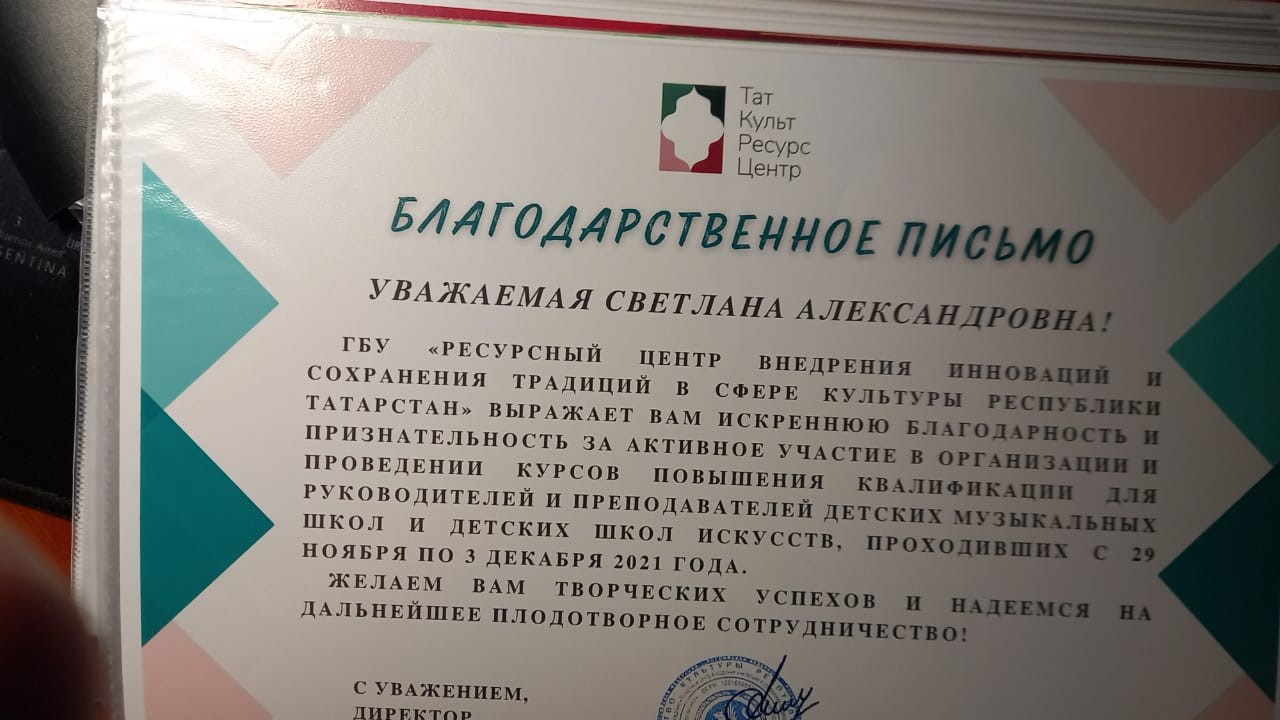 Тат
Культ
Ресурс
Центр
БЛАГОДАРСТВЕННОЕ ПИСЬМО
УВАЖАЕМАЯ СВЕТЛАНА АЛЕКСАНДРОВНА!
ГБУ «РЕСУРСНЫЙ ЦЕНТР ВНЕДРЕНИЯ ИННОВАЦИЙ И
СОХРАНЕНИЯ ТРАДИЦИЙ В СФЕРЕ КУЛЬТУРЫ РЕСПУБЛИКИ
ТАТАРСТАН» ВЫРАЖАЕТ ВАМ ИСКРЕННЮЮ БЛАГОДАРНОСТЬ И
ПРИЗНАТЕЛЬНОСТЬ ЗА АКТИВНОЕ УЧАСТИЕ В ОРГАНИЗАЦИИ И
ПРОВЕДЕНИИ КУРСОВ ПОВЫШЕНИЯ КВАЛИФИКАЦИИ ДЛЯ
РУКОВОДИТЕЛЕЙ И ПРЕПОДАВАТЕЛЕЙ ДЕТСКИХ МУЗЫКАЛЬНЫХ
ШКОЛ И ДЕТСКИХ ШКОЛ ИСКУССТВ, ПРОХОДИВШИХ С 29
НОЯБРЯ ПО 3 ДЕКАБРЯ 2021 ГОДА.
ЖЕЛАЕМ ВАМ ТВОРЧЕСКИХ УСПЕХОВ И НАДЕЕМСЯ НА
ДАЛЬНЕЙШЕЕ ПЛОДОТВОРНОЕ СОТРУДНИЧЕСТВО!
С УВАЖЕНИЕМ,
ДИРЕКТОР
3